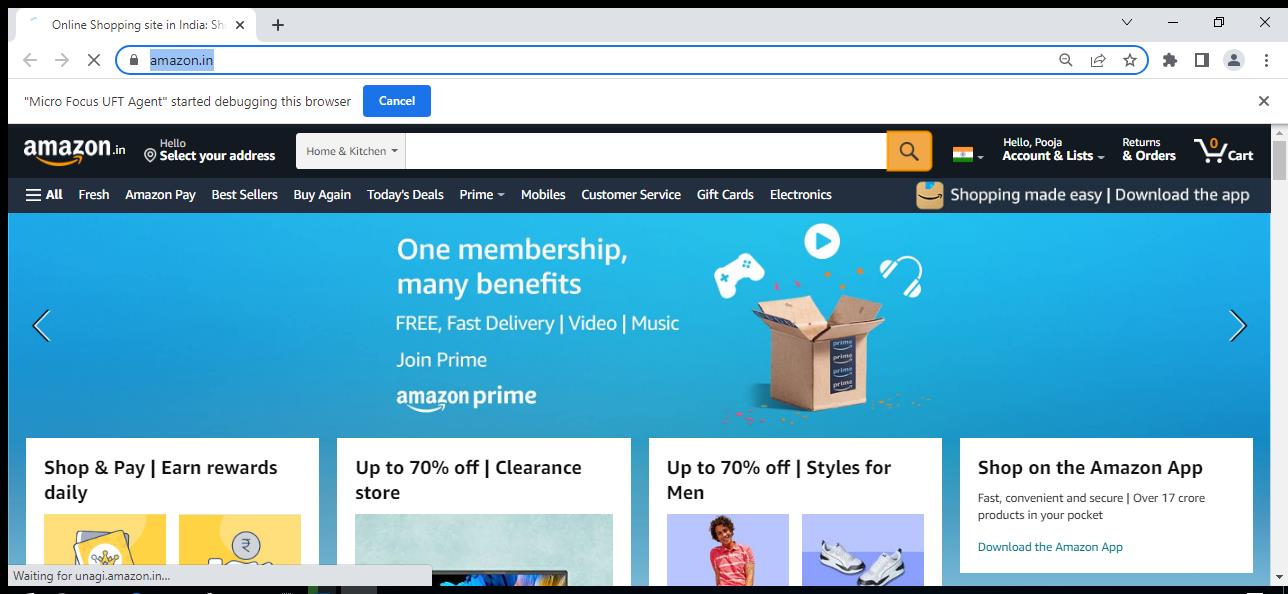 Online Shopping site in India: Sh
amazon.in
"Micro Focus UFT Agent" started debugging this browser
Cancel
amazon.in
Hello
Select your address
Home & Kitchen
Hello, Pooja
Account & Lists
Returns
& Orders
0
Cart
All
Fresh
Amazon Pay
Best Sellers
Buy Again
Today's Deals
Prime
Mobiles
Customer Service
Gift Cards
Electronics
Shopping made easy | Download the app
One membership,
many benefits
FREE, Fast Delivery | Video | Music
Join Prime
amazon prime
prime
prime
prime
prime
Shop & Pay | Earn rewards
daily
Up to 70% off | Clearance
store
Up to 70% off | Styles for
Men
Shop on the Amazon App
Fast, convenient and secure | Over 17 crore
products in your pocket
Download the Amazon App
₹
Waiting for unagi.amazon.in...